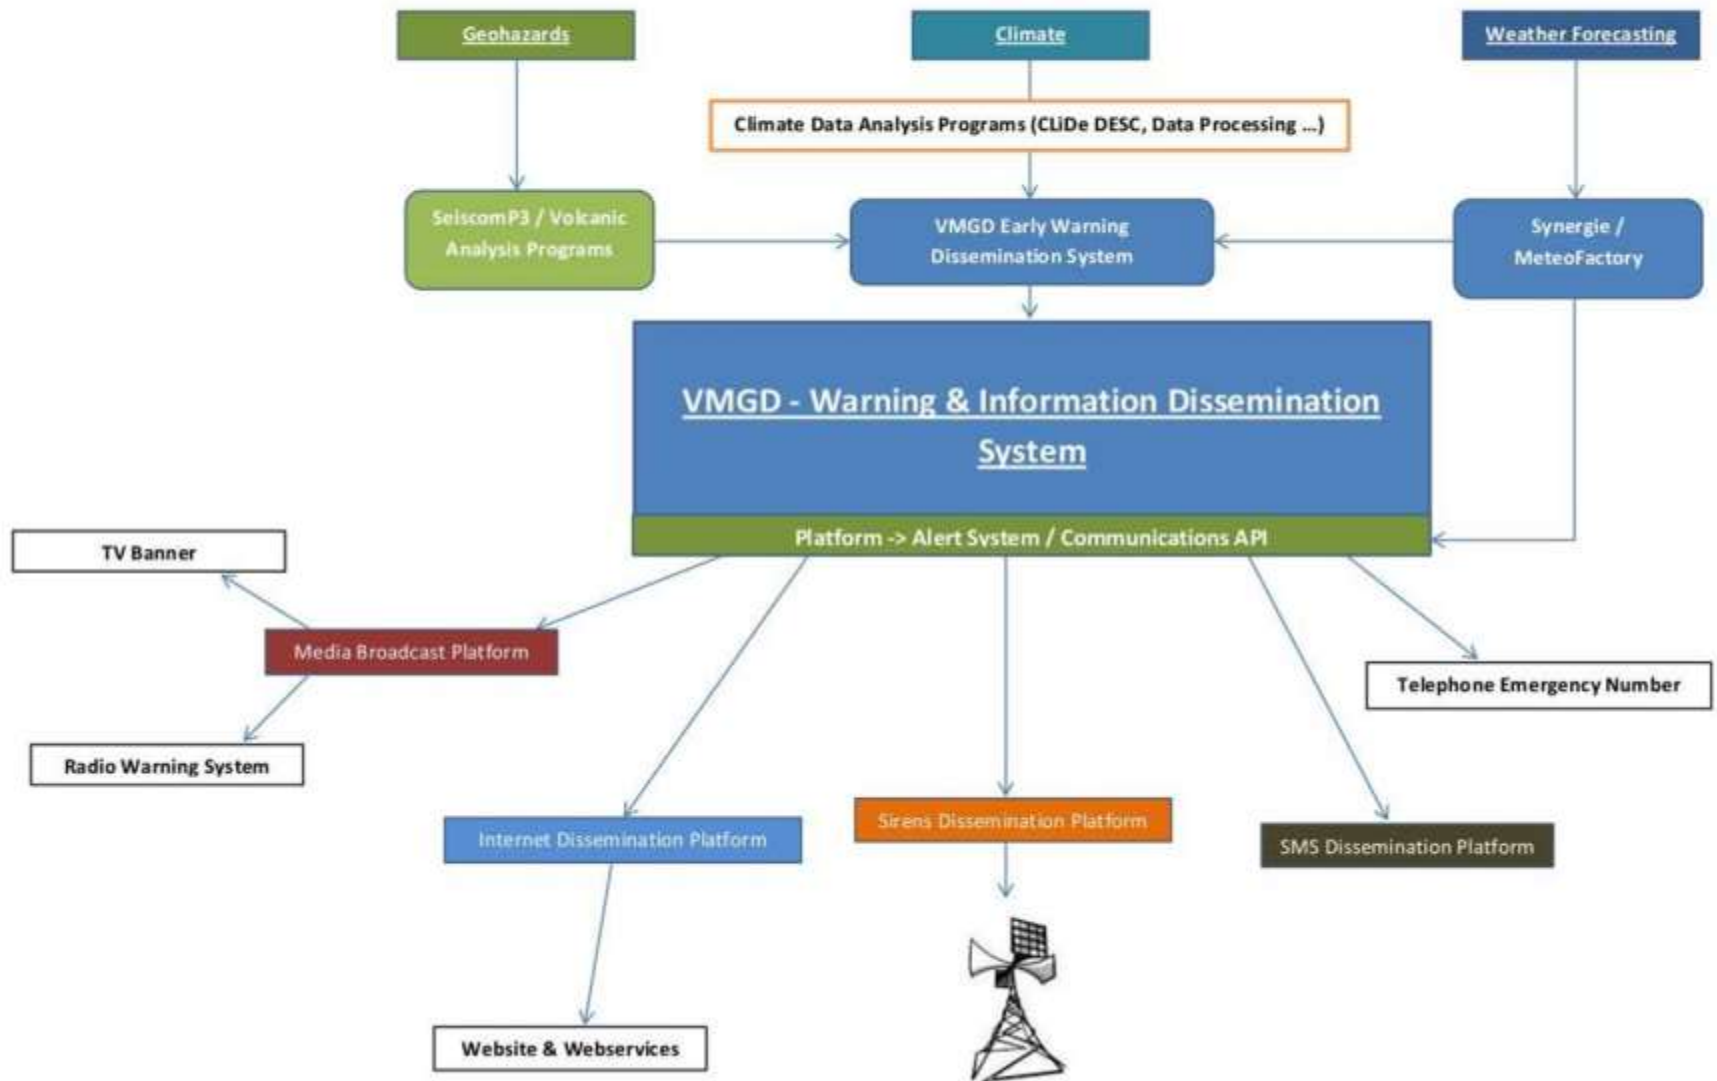 Geohazards
Climate
Weather Forecasting
Climate Data Analysis Programs (CLiDe DESC, Data Processing ...)
SeiscomP3 / Volcanic
Analysis Programs
VMGD Early Warning
Dissemination System
Synergie /
MeteoFactory
VMGD - Warning & Information Dissemination
System
Platform -> Alert System / Communications API
TV Banner
Media Broadcast Platform
Telephone Emergency Number
Radio Warning System
Internet Dissemination Platform
Sirens Dissemination Platform
SMS Dissemination Platform
Website & Webservices